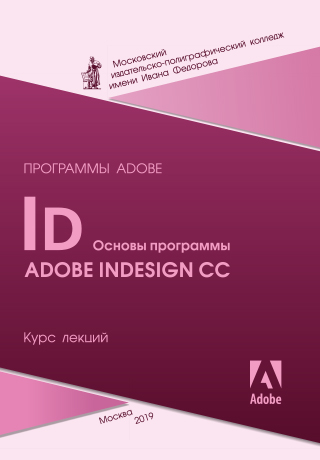 Московский
издательско-полиграфический колледж
имени Ивана Федорова
ПРОГРАММЫ ADOBE
ID Основы программы
ADOBE INDESIGN CC
Курс лекций
Adobe
Москва
2019